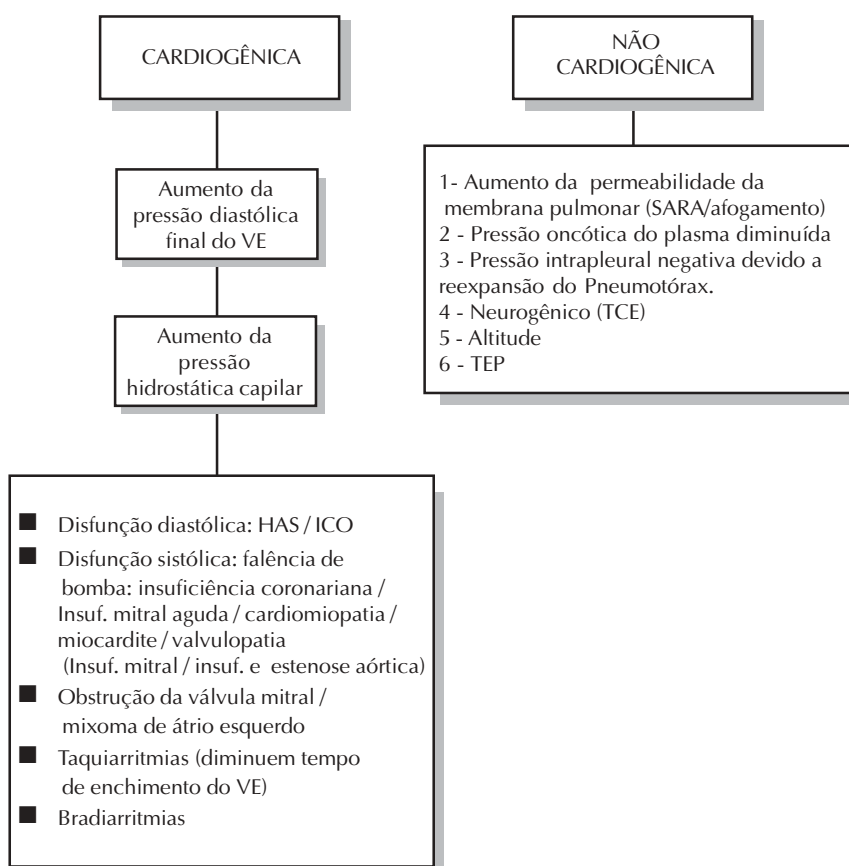 CARDIOGÊNICA
Aumento da
pressão diastólica
final do VE
Aumento da
pressão
hidrostática capilar
■ Disfunção diastólica: HAS / ICO
■ Disfunção sistólica: falência de
bomba: insuficiência coronariana /
Insuf. mitral aguda / cardiomiopatia /
miocardite / valvulopatia
(Insuf. mitral / insuf. e estenose aórtica)
■ Obstrução da válvula mitral /
mixoma de átrio esquerdo
■ Taquiarritmias (diminuem tempo
de enchimento do VE)
■ Bradiarritmias
NÃO
CARDIOGÊNICA
1- Aumento da permeabilidade da
membrana pulmonar (SARA/afogamento)
2 - Pressão oncótica do plasma diminuída
3 - Pressão intrapleural negativa devido a
reexpansão do Pneumotórax.
4 - Neurogênico (TCE)
5 - Altitude
6 - TEP